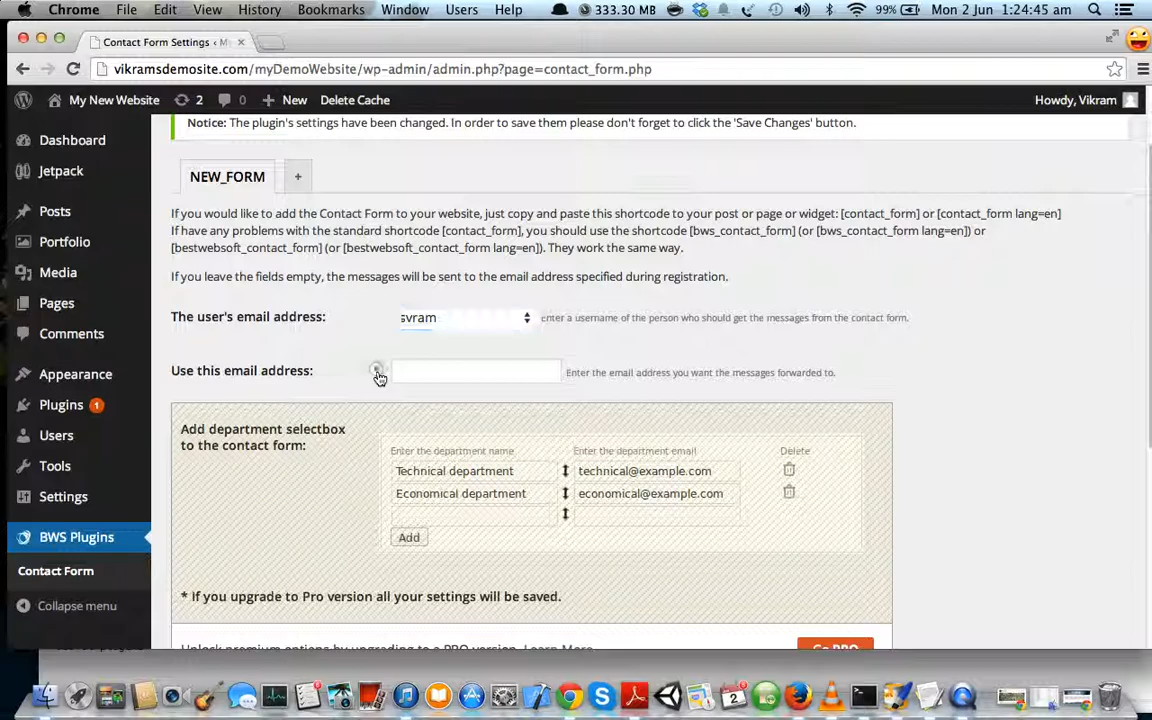 Chrome File Edit View History Bookmarks Window Users Help 333.30 MB 99% Mon 2 Jun 1:24:45 am
Contact Form Settings ‹ M
vikramsdemosite.com/myDemoWebsite/wp-admin/admin.php?page=contact_form.php
My New Website 2 0 New Delete Cache Howdy, Vikram
Notice: The plugin's settings have been changed. In order to save them please don't forget to click the 'Save Changes' button.
Dashboard
Jetpack
Posts
Portfolio
Media
Pages
Comments
Appearance
Plugins 1
Users
Tools
Settings
BWS Plugins
Contact Form
Collapse menu
NEW_FORM +
If you would like to add the Contact Form to your website, just copy and paste this shortcode to your post or page or widget: [contact_form] or [contact_form lang=en]
If have any problems with the standard shortcode [contact_form], you should use the shortcode [bws_contact_form] (or [bws_contact_form lang=en]) or
[bestwebsoft_contact_form] (or [bestwebsoft_contact_form lang=en]). They work the same way.
If you leave the fields empty, the messages will be sent to the email address specified during registration.
The user's email address: svram enter a username of the person who should get the messages from the contact form.
Use this email address: Enter the email address you want the messages forwarded to.
Add department selectbox
to the contact form:
Enter the department name Enter the department email Delete
Technical department technical@example.com
Economical department economical@example.com
Add
* If you upgrade to Pro version all your settings will be saved.
Unlock premium options by upgrading to a PRO version. Learn More Go PRO